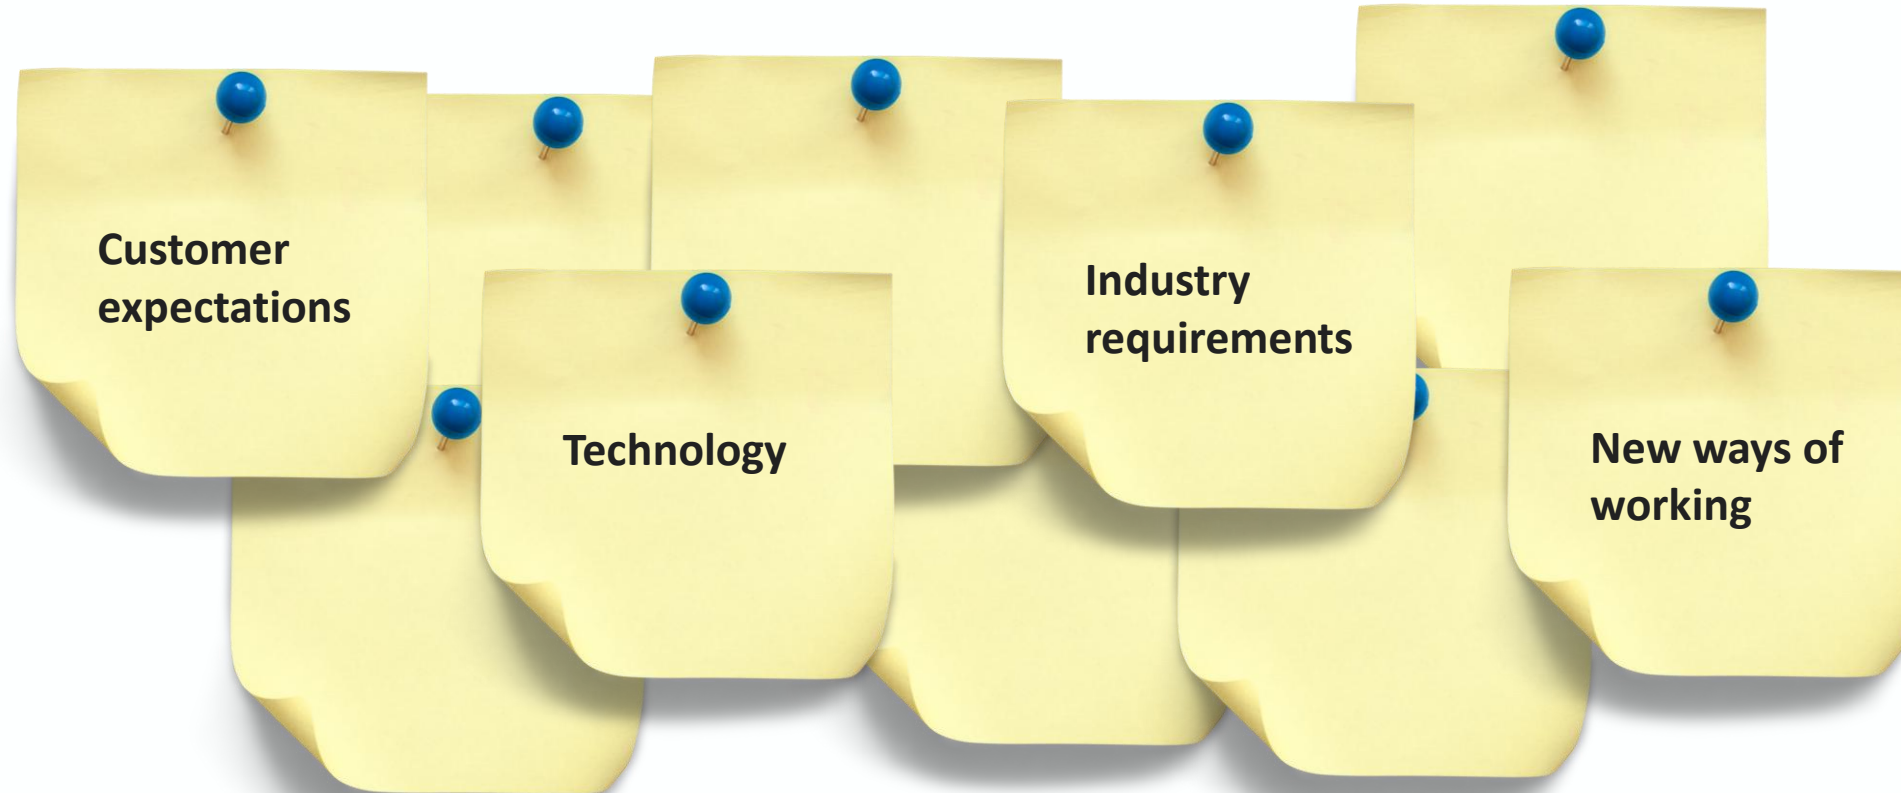 Customer
expectations
Technology
Industry
requirements
New ways of
working